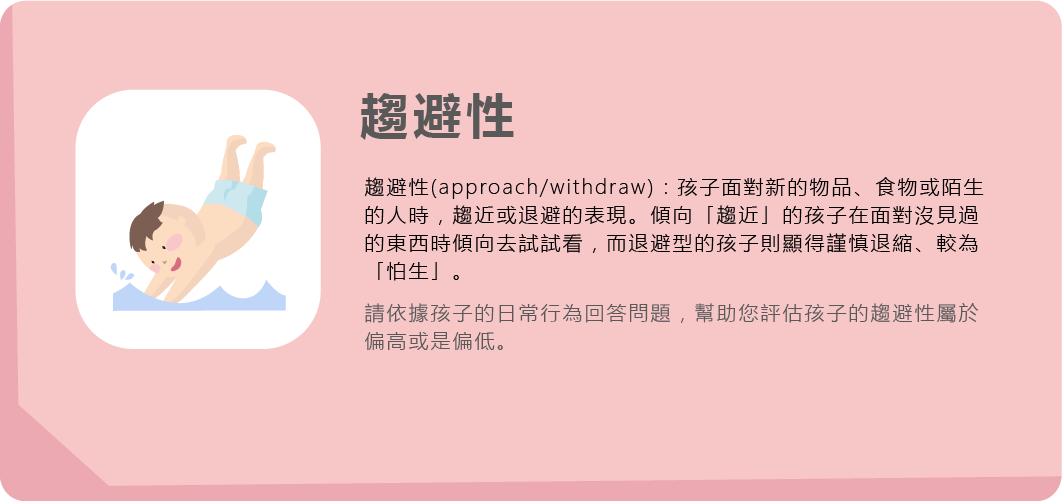 趨避性
趨避性(approach/withdraw)：孩子面對新的物品、食物或陌生
的人時，趨近或退避的表現。傾向「趨近」的孩子在面對沒見過
的東西時傾向去試試看，而退避型的孩子則顯得謹慎退縮、較為
「怕生」。
請依據孩子的日常行為回答問題，幫助您評估孩子的趨避性屬於
偏高或是偏低。